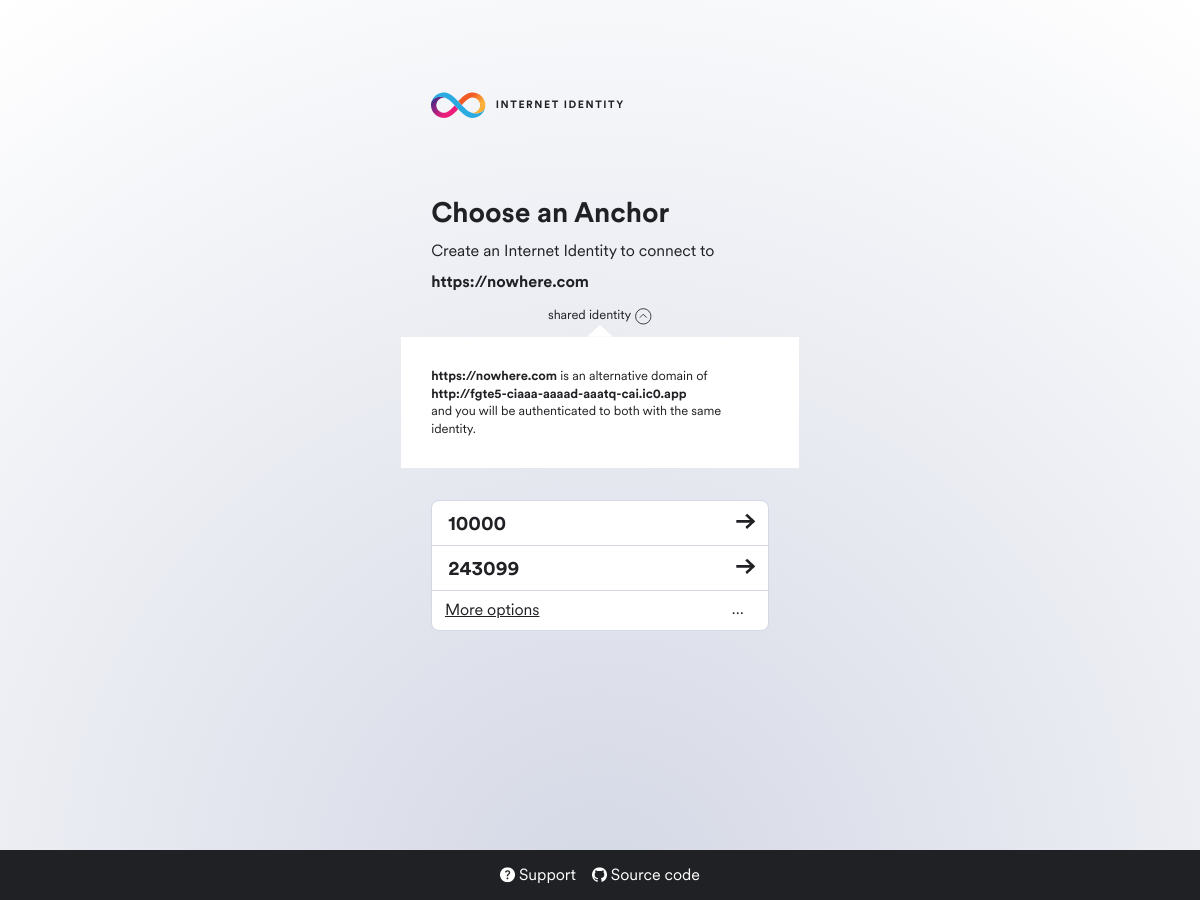 INTERNET IDENTITY
Choose an Anchor
Create an Internet Identity to connect to
https://nowhere.com
shared identity
https://nowhere.com is an alternative domain of
http://fgte5-ciaaa-aaaad-aaatq-cai.ic0.app
and you will be authenticated to both with the same
identity.
10000
243099
More options ...
Support Source code